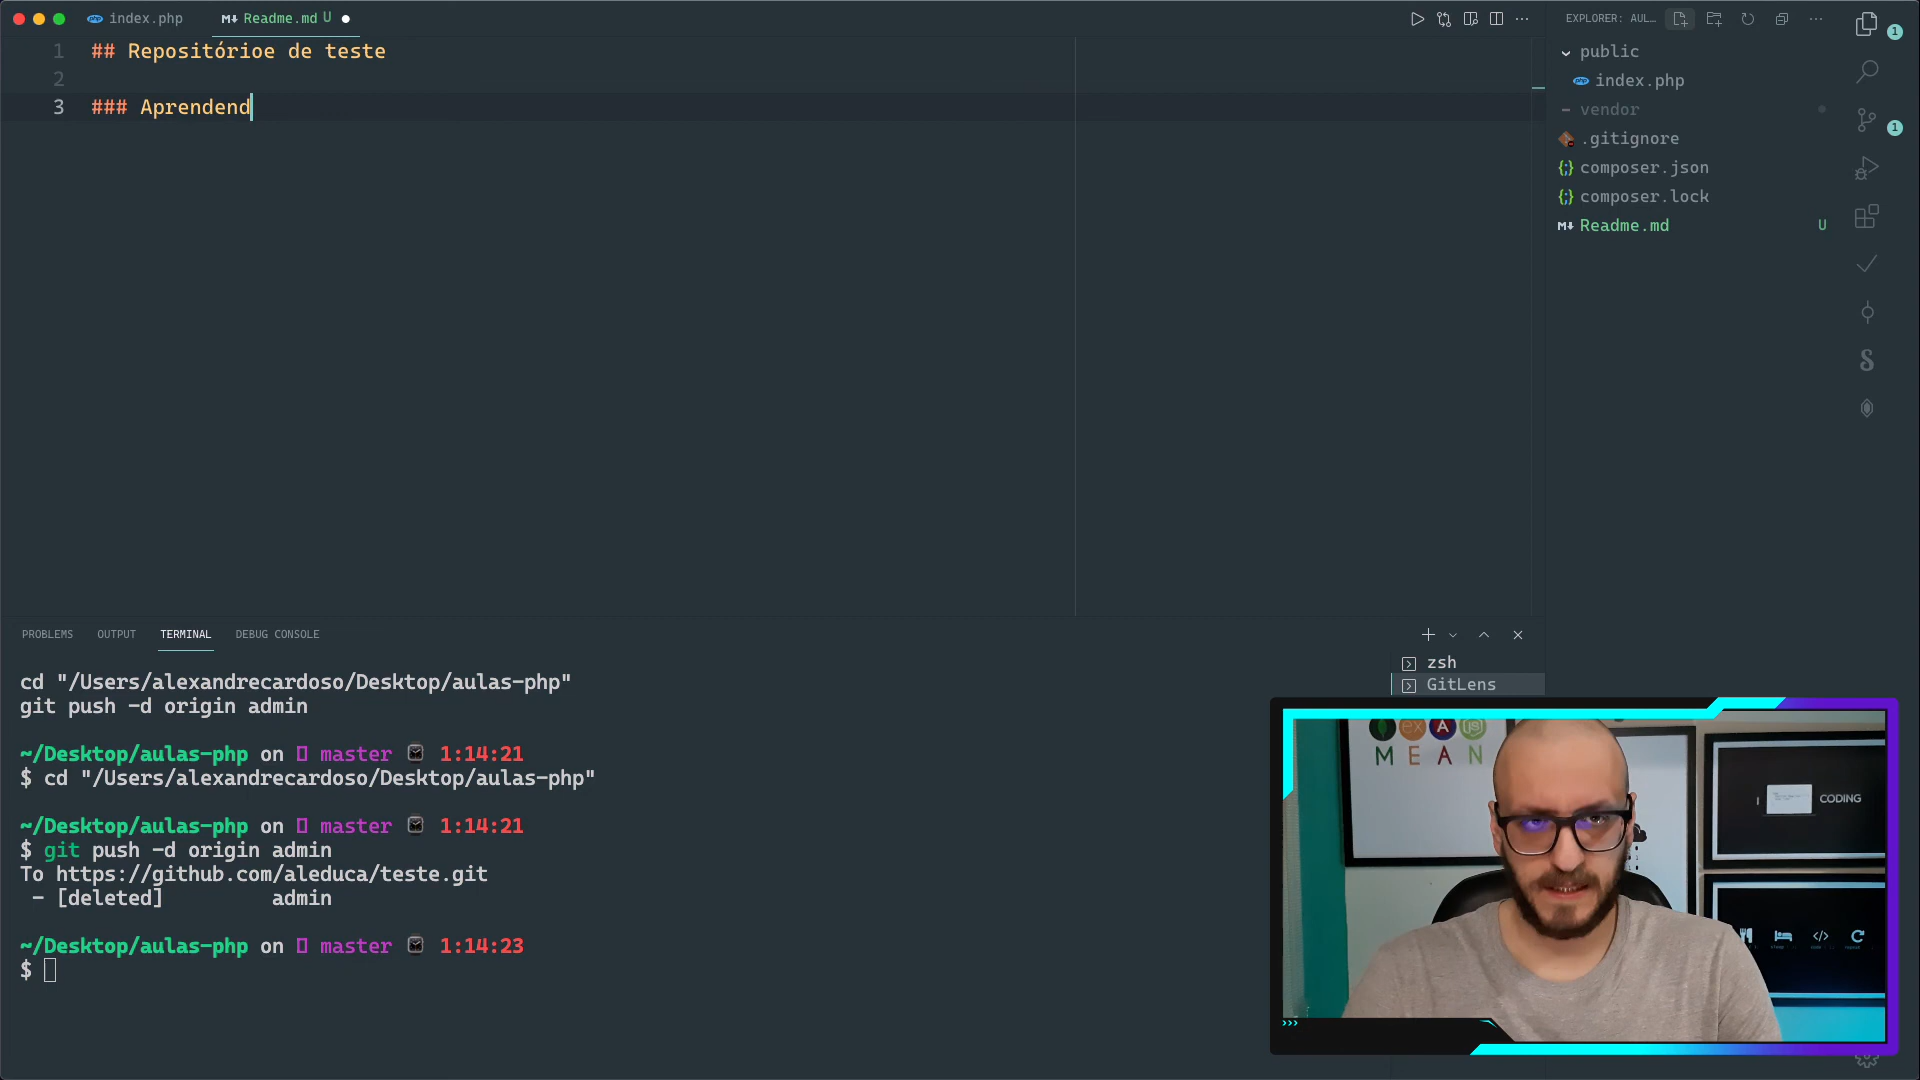 index.php
Readme.md U
EXPLORER: AUL...
1
1 ## Repositórioe de teste
2
3 ### Aprendend
public
index.php
vendor
.gitignore
1
composer.json
composer.lock
Readme.md U
PROBLEMS OUTPUT TERMINAL DEBUG CONSOLE
zsh
GitLens
cd "/Users/alexandrecardoso/Desktop/aulas-php"
git push -d origin admin
~/Desktop/aulas-php on master 1:14:21
$ cd "/Users/alexandrecardoso/Desktop/aulas-php"
~/Desktop/aulas-php on master 1:14:21
$ git push -d origin admin
To https://github.com/aleduca/teste.git
- [deleted] admin
~/Desktop/aulas-php on master 1:14:23
$
ex A JS
MEAN
I CODING